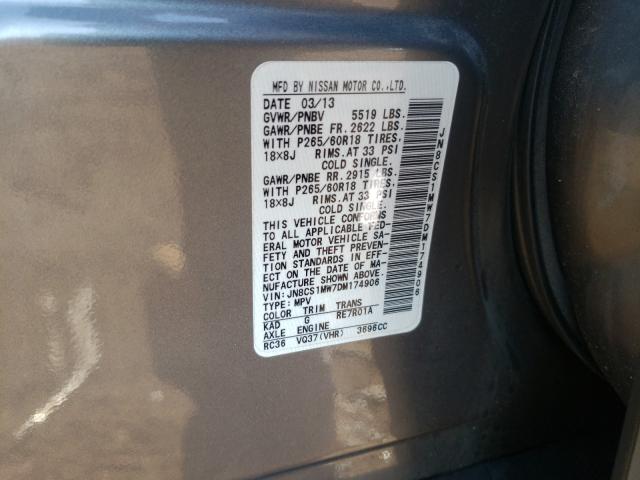 MFD BY NISSAN MOTOR CO.,LTD.
DATE 03/13
GVWR/PNBV 5519 LBS.
GAWR/PNBE FR. 2622 LBS.
WITH P265/60R18 TIRES.
18X8J RIMS.AT 33 PSI
COLD SINGLE.
GAWR/PNBE RR. 2915 LBS.
WITH P265/60R18 TIRES.
18X8J RIMS.AT 33 PSI
COLD SINGLE.
THIS VEHICLE CONFORMS
TO ALL APPLICABLE FED-
ERAL MOTOR VEHICLE SA-
FETY AND THEFT PREVEN-
TION STANDARDS IN EFF-
ECT ON THE DATE OF MA-
NUFACTURE SHOWN ABOVE.
VIN:JN8CS1MW7DM174906
TYPE:MPV
COLOR TRIM TRANS
KAD G RE7R01A
AXLE ENGINE
RC36 VQ37(VHR) 3696CC
JN8CS1MW7DM174906